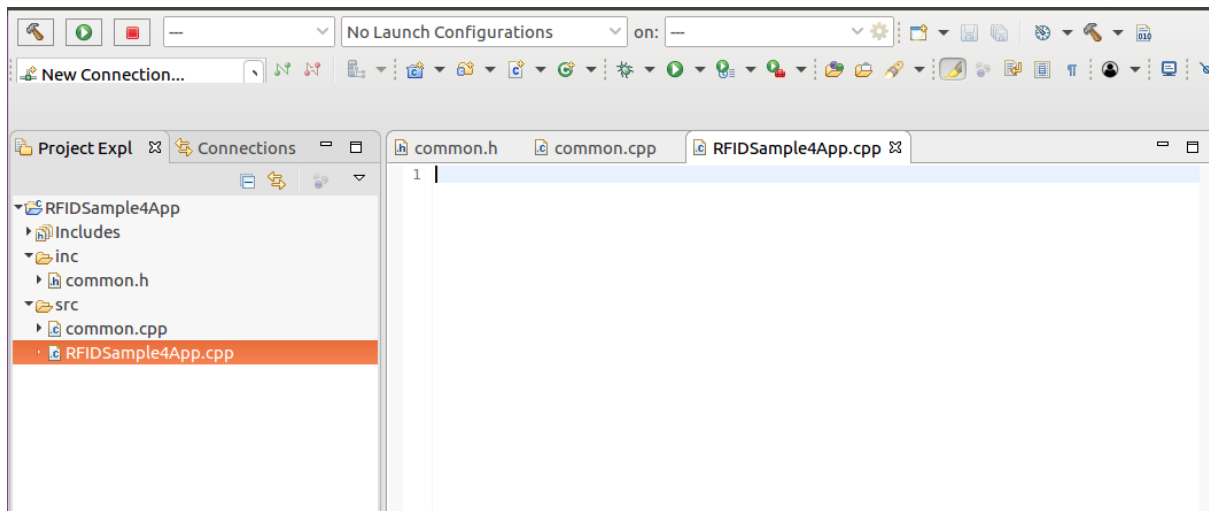 --- No Launch Configurations on: ---
New Connection...
Project Expl Connections
common.h common.cpp RFIDSample4App.cpp
1
RFIDSample4App
Includes
inc
common.h
src
common.cpp
RFIDSample4App.cpp